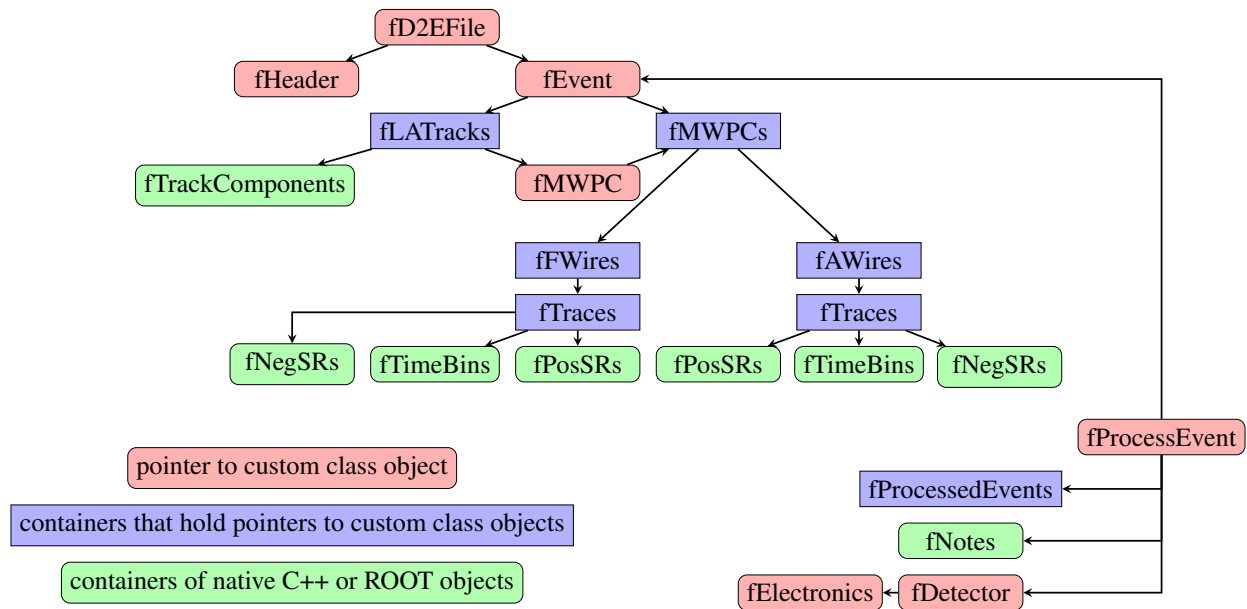 fD2EFile
fHeader
fEvent
fLATracks
fMWPCs
fTrackComponents
fMWPC
fFWires
fAWires
fTraces
fTraces
fNegSRs
fTimeBins
fPosSRs
fPosSRs
fTimeBins
fNegSRs
fProcessEvent
pointer to custom class object
fProcessedEvents
containers that hold pointers to custom class objects
fNotes
containers of native C++ or ROOT objects
fElectronics
fDetector